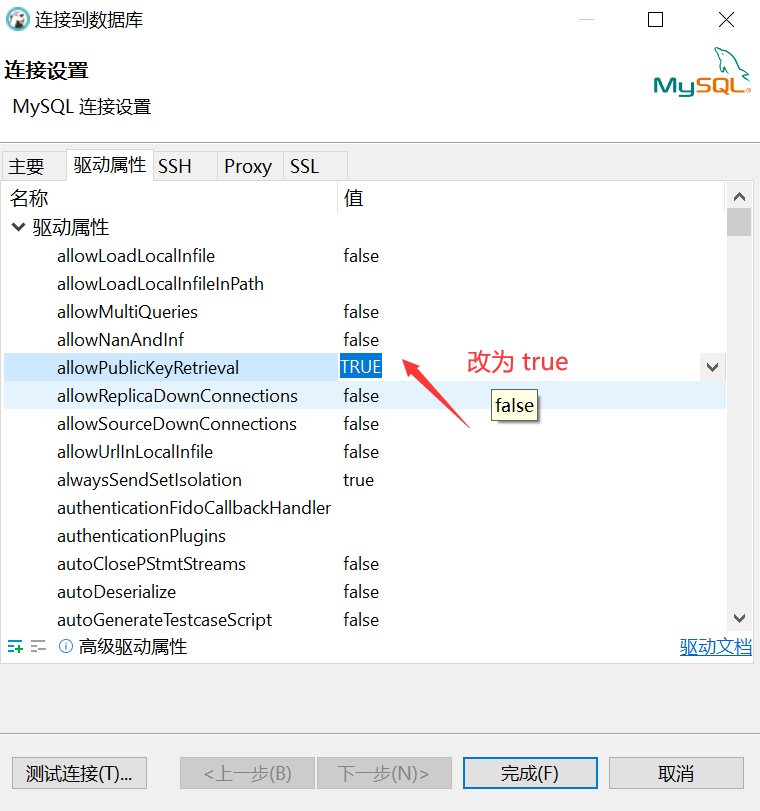 连接到数据库
连接设置
MySQL 连接设置
MySQL®
主要 驱动属性 SSH Proxy SSL
名称 值
驱动属性
allowLoadLocalInfile false
allowLoadLocalInfileInPath
allowMultiQueries false
allowNanAndInf false
allowPublicKeyRetrieval TRUE 改为 true
allowReplicaDownConnections false false
allowSourceDownConnections false
allowUrlInLocalInfile false
alwaysSendSetIsolation true
authenticationFidoCallbackHandler
authenticationPlugins
autoClosePStmtStreams false
autoDeserialize false
autoGenerateTestcaseScript false
高级驱动属性 驱动文档
测试连接(T)... <上一步(B) 下一步(N)> 完成(F) 取消